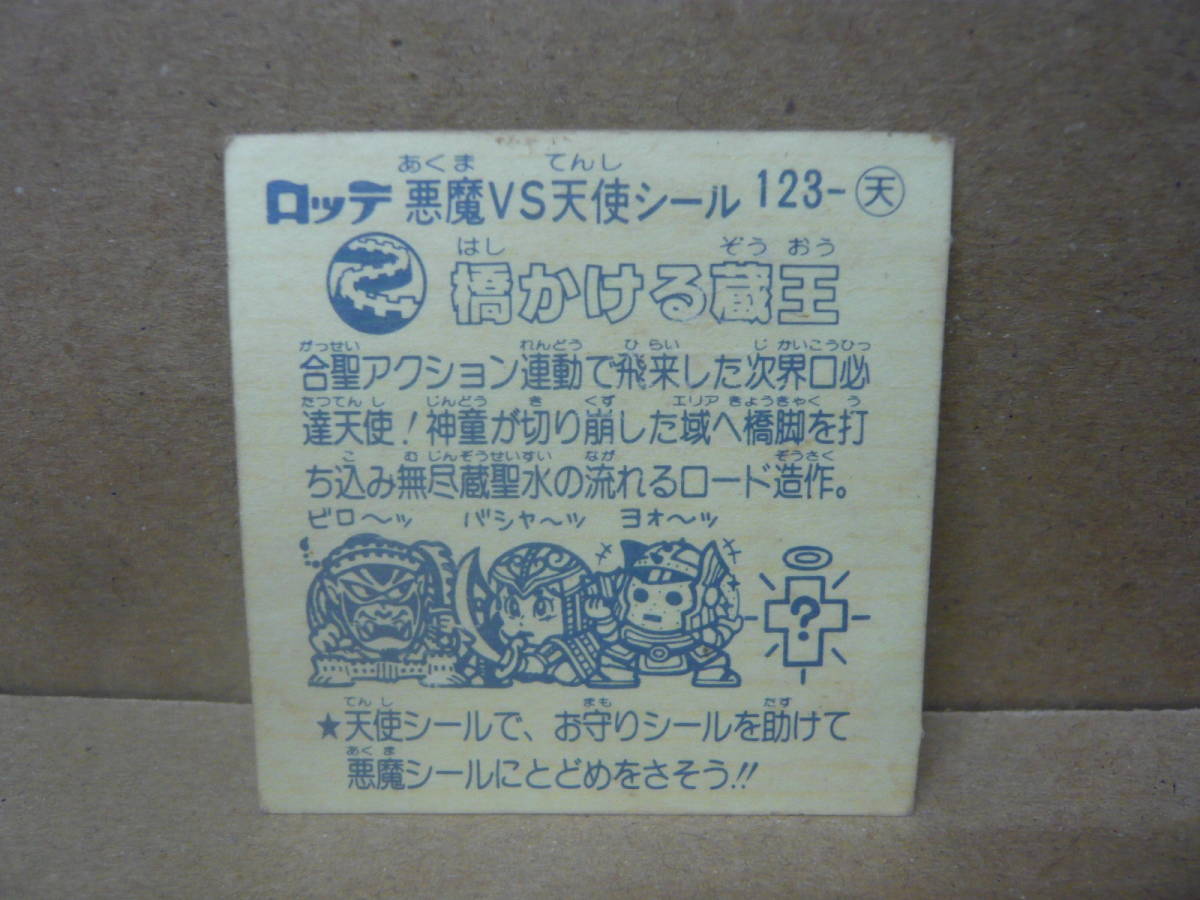 あくま てんし
ロッテ 悪魔VS天使シール 123-天
はし ぞうおう
橋かける蔵王
がっせい れんどう ひらい じかいこうひっ
合聖アクション連動で飛来した次界口必
たつてんし じんどう き くず エリア きょうきゃく う
達天使!神童が切り崩した域へ橋脚を打
こ むじんぞうせいすい なが ぞうさく
ち込み無尽蔵聖水の流れるロード造作。
ビロ〜ッ バシャ〜ッ ヨォ〜ッ
?
てんし まも たす
★天使シールで、お守りシールを助けて
あくま
悪魔シールにとどめをさそう!!